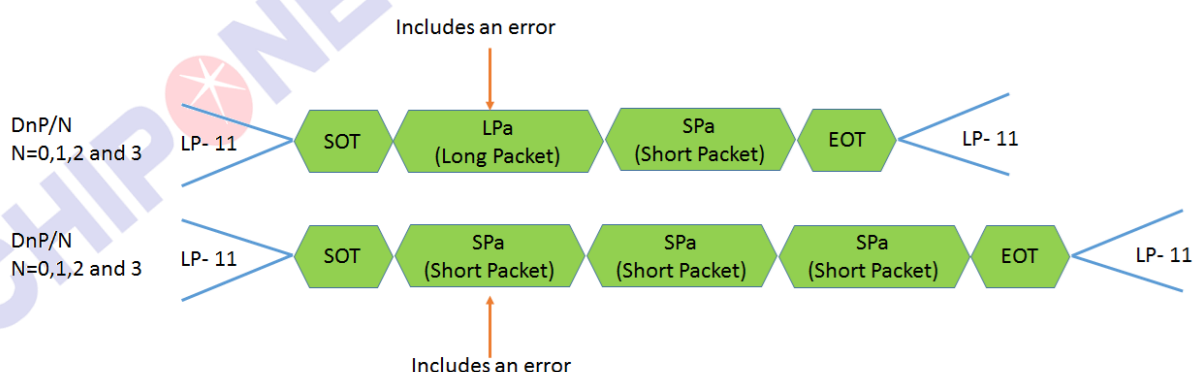 Includes an error
DnP/N
N=0,1,2 and 3
LP- 11
SOT
LPa
(Long Packet)
SPa
(Short Packet)
EOT
LP- 11
DnP/N
N=0,1,2 and 3
LP- 11
SOT
SPa
(Short Packet)
SPa
(Short Packet)
SPa
(Short Packet)
EOT
LP- 11
Includes an error
CHIPONE